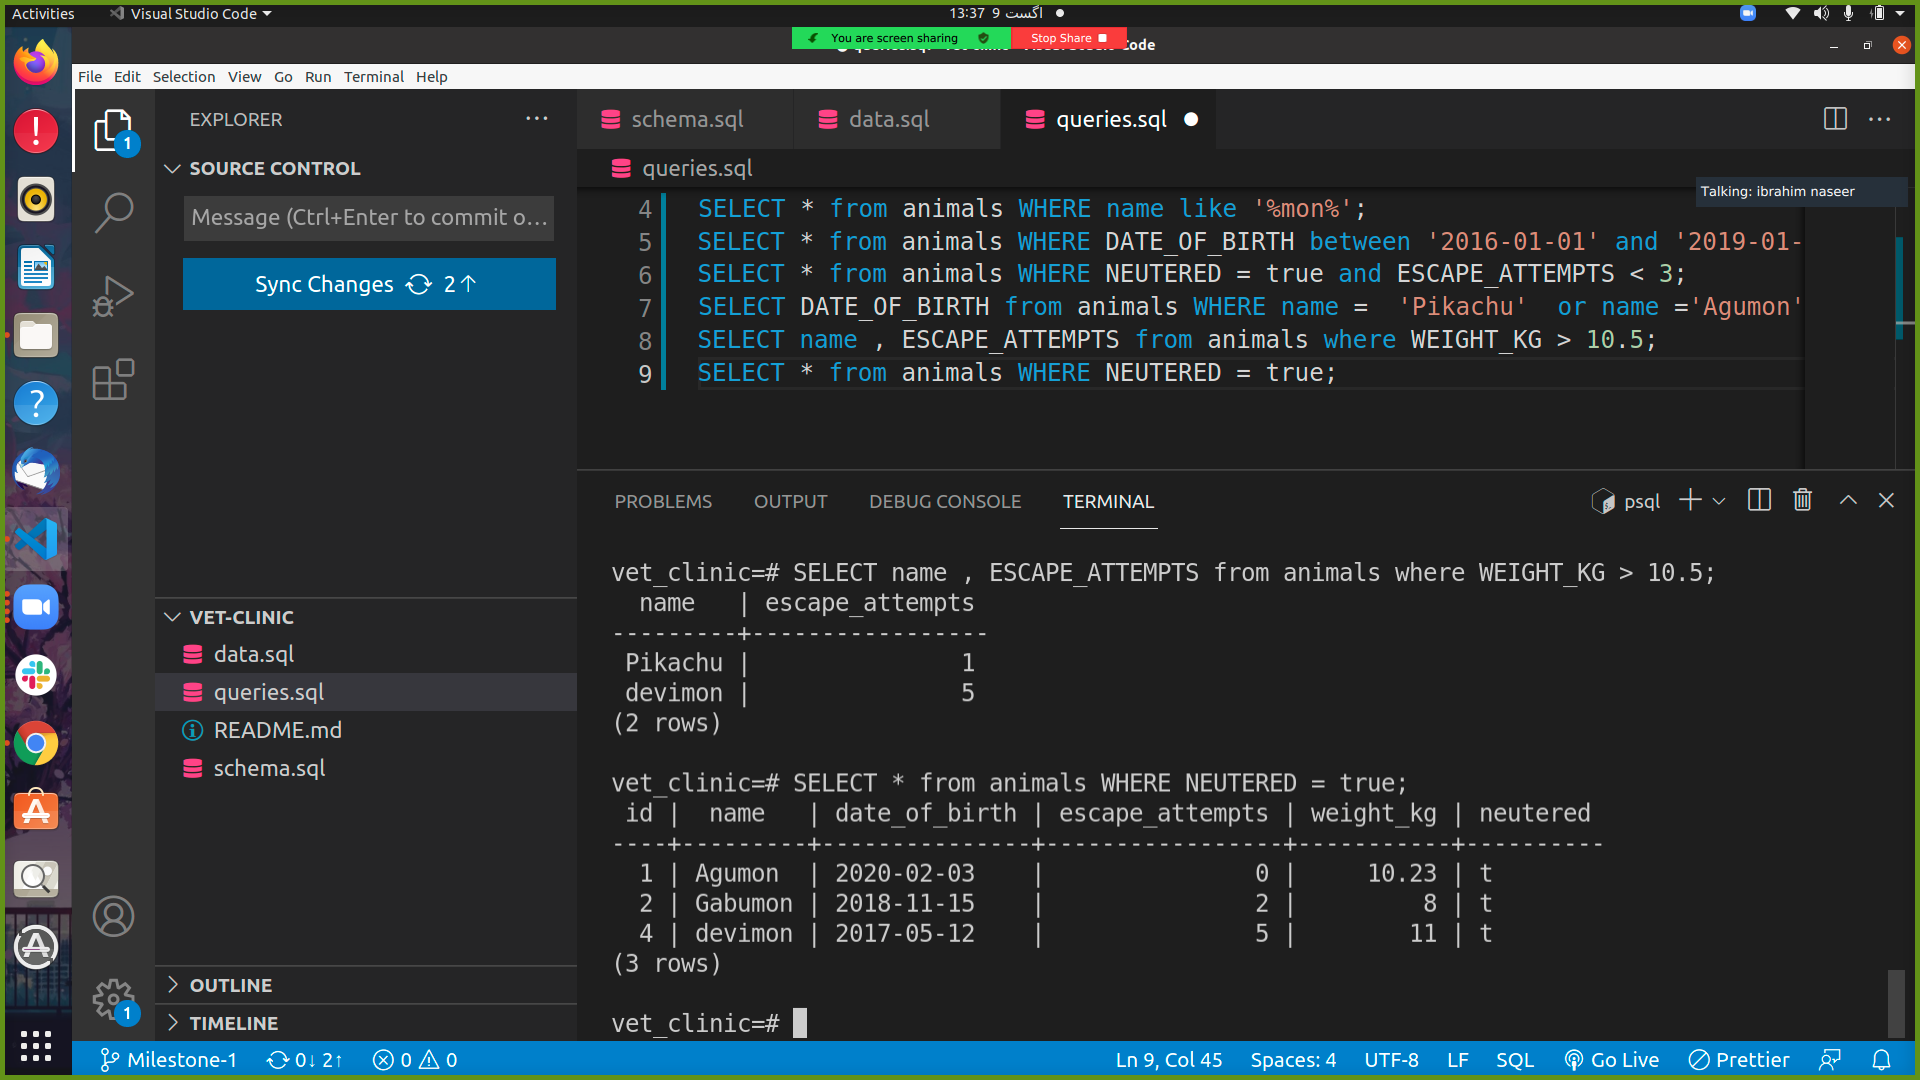 Activities
Visual Studio Code
13:37 9 اگست
You are screen sharing
Stop Share
Code
File Edit Selection View Go Run Terminal Help
EXPLORER
1
SOURCE CONTROL
Message (Ctrl+Enter to commit o...
Sync Changes 2↑
VET-CLINIC
data.sql
queries.sql
README.md
schema.sql
OUTLINE
TIMELINE
1
schema.sql
data.sql
queries.sql
queries.sql
Talking: ibrahim naseer
4 SELECT * from animals WHERE name like '%mon%';
5 SELECT * from animals WHERE DATE_OF_BIRTH between '2016-01-01' and '2019-01-
6 SELECT * from animals WHERE NEUTERED = true and ESCAPE_ATTEMPTS < 3;
7 SELECT DATE_OF_BIRTH from animals WHERE name =  'Pikachu'  or name ='Agumon'
8 SELECT name , ESCAPE_ATTEMPTS from animals where WEIGHT_KG > 10.5;
9 SELECT * from animals WHERE NEUTERED = true;
PROBLEMS OUTPUT DEBUG CONSOLE TERMINAL
psql
vet_clinic=# SELECT name , ESCAPE_ATTEMPTS from animals where WEIGHT_KG > 10.5;
  name   | escape_attempts
---------+-----------------
 Pikachu |               1
 devimon |               5
(2 rows)
vet_clinic=# SELECT * from animals WHERE NEUTERED = true;
 id |  name   | date_of_birth | escape_attempts | weight_kg | neutered
----+---------+---------------+-----------------+-----------+----------
  1 | Agumon  | 2020-02-03    |               0 |     10.23 | t
  2 | Gabumon | 2018-11-15    |               2 |         8 | t
  4 | devimon | 2017-05-12    |               5 |        11 | t
(3 rows)
vet_clinic=#
Milestone-1 0↓ 2↑ 0 0 Ln 9, Col 45 Spaces: 4 UTF-8 LF SQL Go Live Prettier